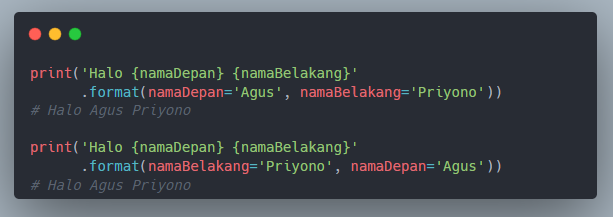 print('Halo {namaDepan} {namaBelakang}'
      .format(namaDepan='Agus', namaBelakang='Priyono'))
# Halo Agus Priyono
print('Halo {namaDepan} {namaBelakang}'
      .format(namaBelakang='Priyono', namaDepan='Agus'))
# Halo Agus Priyono